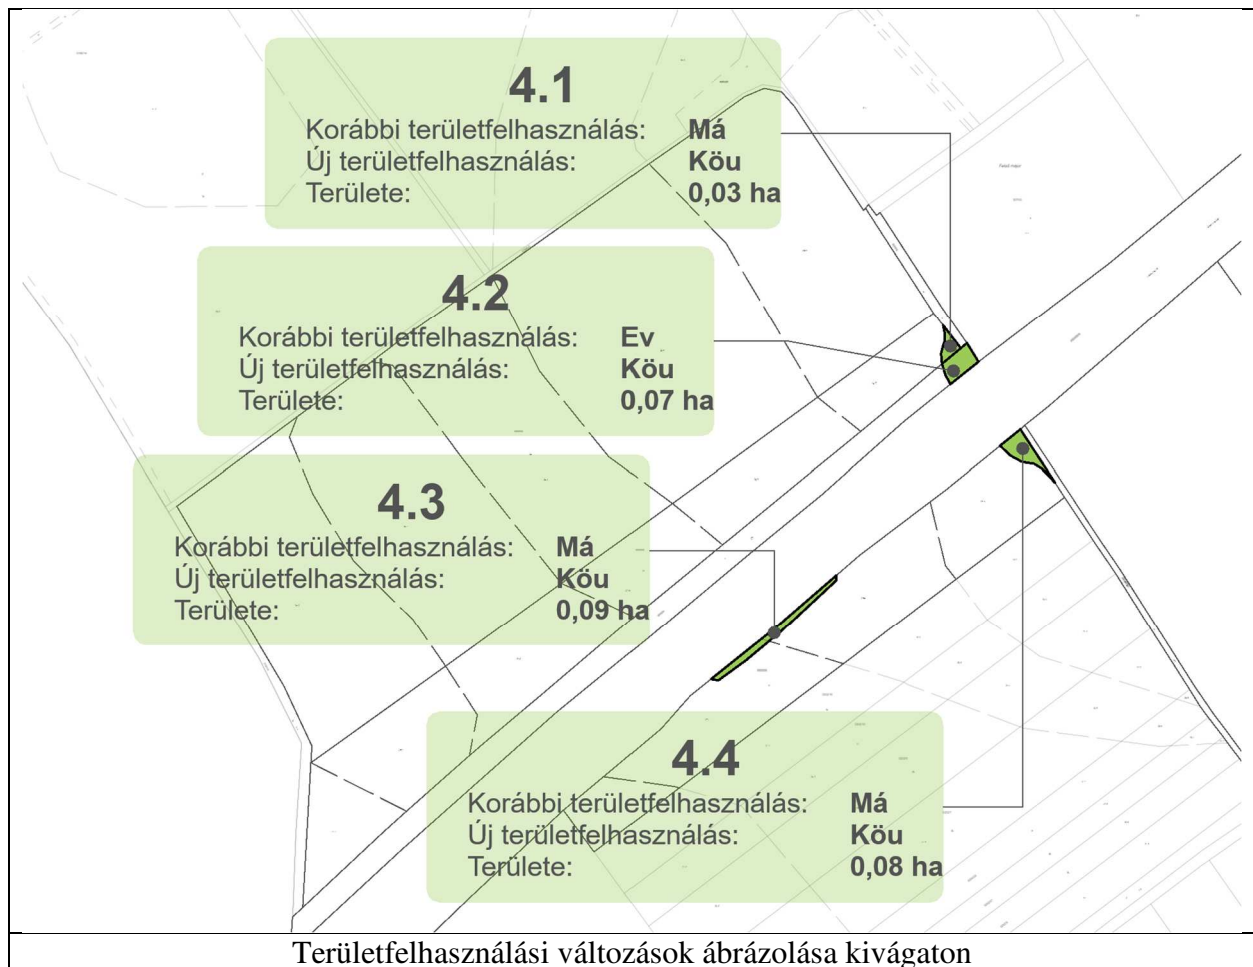 4.1
Korábbi területfelhasználás: Má
Új területfelhasználás: Köu
Területe: 0,03 ha
4.2
Korábbi területfelhasználás: Ev
Új területfelhasználás: Köu
Területe: 0,07 ha
4.3
Korábbi területfelhasználás: Má
Új területfelhasználás: Köu
Területe: 0,09 ha
4.4
Korábbi területfelhasználás: Má
Új területfelhasználás: Köu
Területe: 0,08 ha
Területfelhasználási változások ábrázolása kivágaton